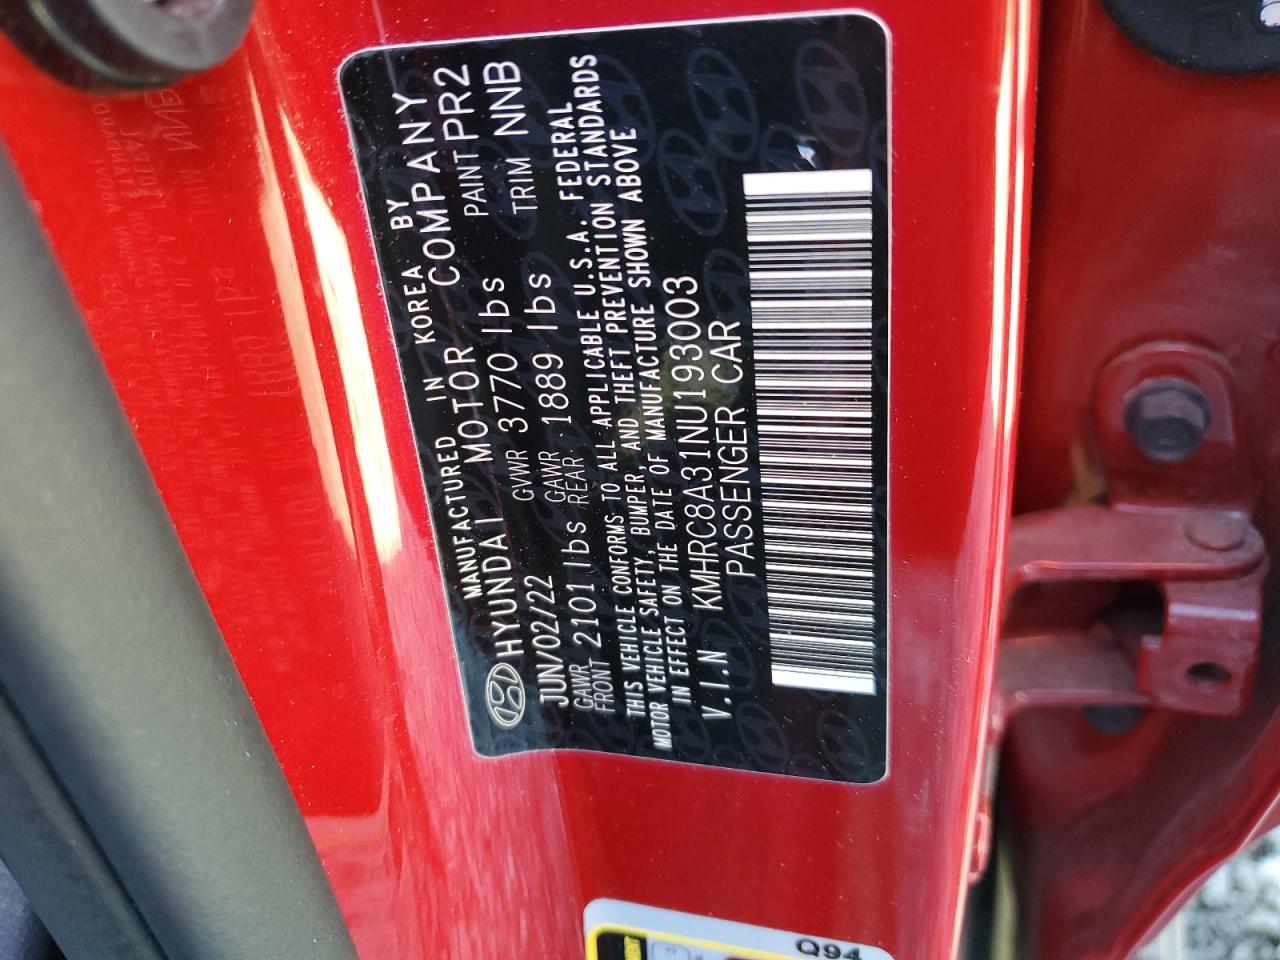 MANUFACTURED IN KOREA BY
HYUNDAI MOTOR COMPANY
JUN/02/22 GVWR 3770 lbs PAINT PR2
GAWR FRONT 2101 lbs GAWR REAR 1889 lbs TRIM NNB
THIS VEHICLE CONFORMS TO ALL APPLICABLE U.S.A. FEDERAL
MOTOR VEHICLE SAFETY, BUMPER, AND THEFT PREVENTION STANDARDS
IN EFFECT ON THE DATE OF MANUFACTURE SHOWN ABOVE
V.I.N KMHRC8A31NU193003
PASSENGER CAR
Q94